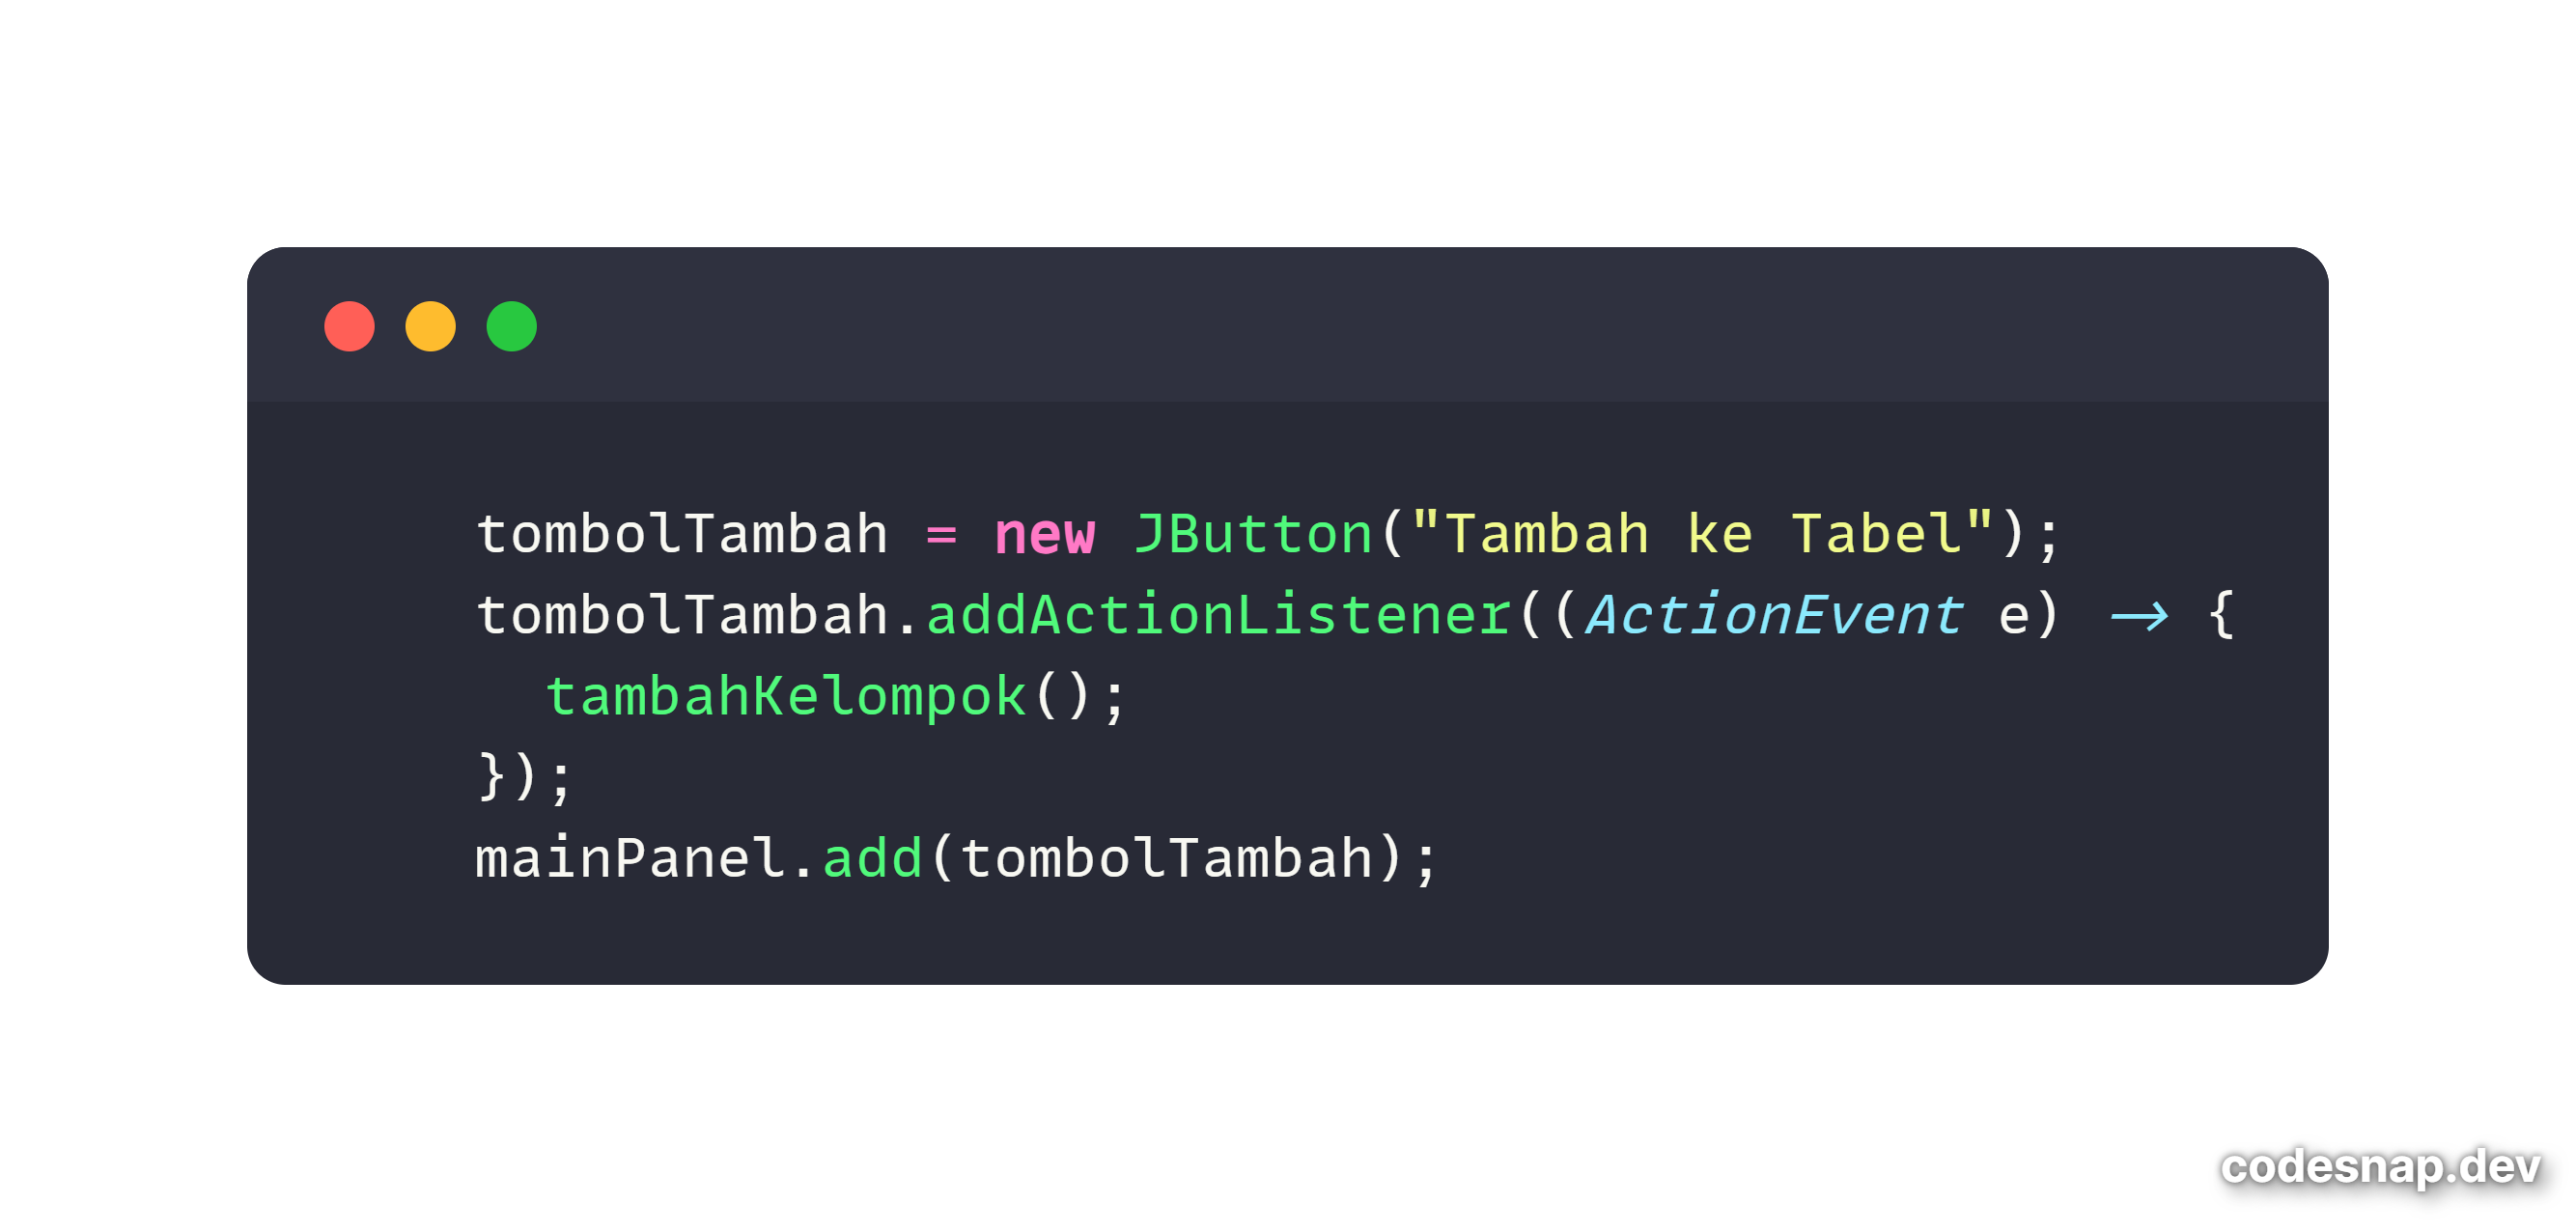 tombolTambah = new JButton("Tambah ke Tabel");
tombolTambah.addActionListener((ActionEvent e) -> {
  tambahKelompok();
});
mainPanel.add(tombolTambah);
codesnap.dev